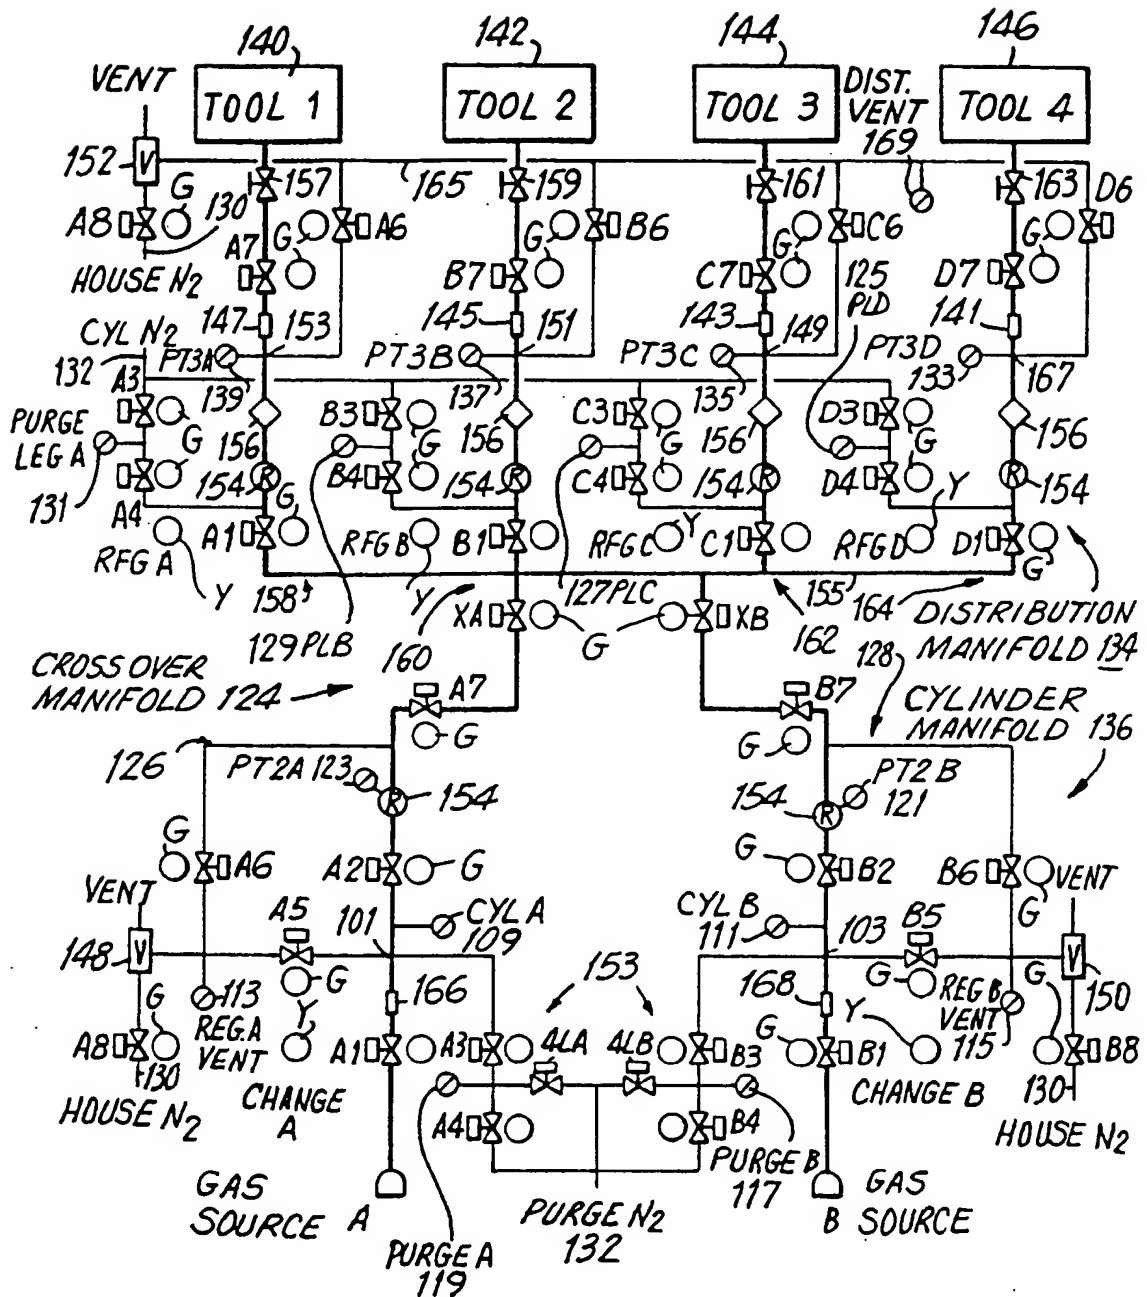 140 142 144 146
VENT
TOOL 1 TOOL 2 TOOL 3 TOOL 4
DIST.
VENT
169
152 V
165
157 159 161 163
D6
A8 G 130 G A6 G B6 G C6
HOUSE N2
A7 B7 C7 D7 G
125
PLD
147 153 145 151 143 149 141
CYL N2
132
PT3A PT3B PT3C PT3D
133
167
A3
139 137 135
PURGE
LEG A
G B3 G C3 G D3 G
156 156 156 156
131
G
A4
154 R B4 154 R C4 154 R D4 R 154
Y
A1 G RFG B B1 RFG C Y C1 RFG D D1 G
RFG A
Y
158 Y 127 PLC 155 164
129 PLB
160
XA G XB
162
DISTRIBUTION
MANIFOLD 134
CROSS OVER
MANIFOLD 124
A7 G
B7 G
128
CYLINDER
MANIFOLD
136
126
PT2A 123
R 154
154 R
PT2B
121
G A6
A2 G
G B2
B6 G
VENT
VENT
A5 101
CYL A
109
CYL B
111
103 B5
148 V
G
113
REG. A
VENT
166
153
168
G
REG B
VENT
115
G
V
150
G
A8
130
HOUSE N2
Y
CHANGE
A
A1 A3 4LA 4LB B3 G B1
Y
CHANGE B
B8
130
HOUSE N2
A4 B4
PURGE B
117
GAS
SOURCE A
PURGE N2
132
B GAS
SOURCE
PURGE A
119